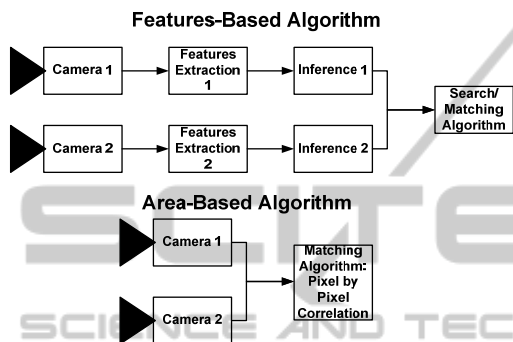 Features-Based Algorithm
Camera 1
Features
Extraction
1
Inference 1
Search/
Matching
Algorithm
Camera 2
Features
Extraction
2
Inference 2
Area-Based Algorithm
Camera 1
Matching
Algorithm:
Pixel by
Pixel
Correlation
Camera 2
SCITE
SCIENCE AND TEC